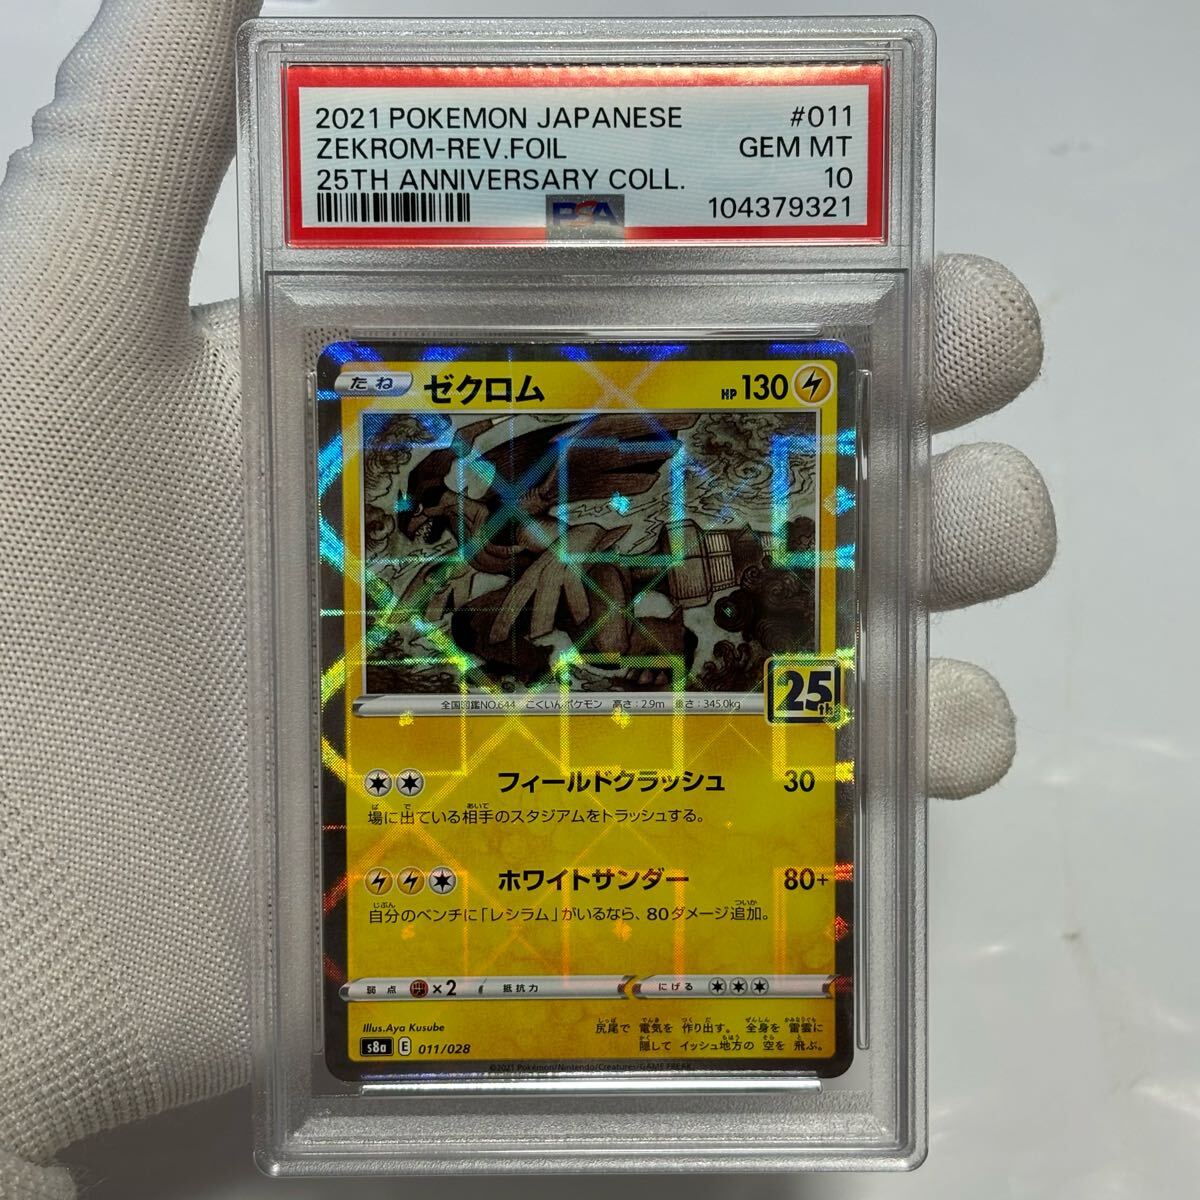 2021 POKEMON JAPANESE #011
ZEKROM-REV.FOIL GEM MT
25TH ANNIVERSARY COLL. 10
PSA 104379321
たね ゼクロム HP 130
全国図鑑NO.644 こくいんポケモン 高さ:2.9m 重さ:345.0kg
25th
フィールドクラッシュ 30
場に出ている相手のスタジアムをトラッシュする。
ホワイトサンダー 80+
自分のベンチに「レシラム」がいるなら、80ダメージ追加。
弱点 ×2 抵抗力 にげる
Illus.Aya Kusube
尻尾で 電気を 作り出す。 全身を 雷雲に
隠して イッシュ地方の 空を 飛ぶ。
s8a E 011/028
©2021 Pokémon/Nintendo/Creatures/GAME FREAK